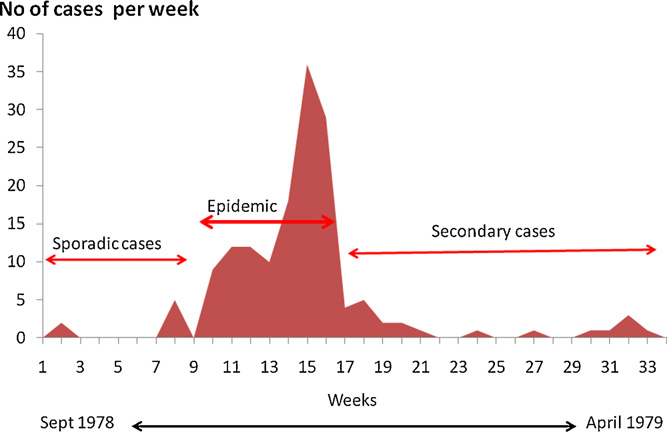 No of cases per week
40
35
30
25
20
15
10
5
0
Epidemic
Sporadic cases
Secondary cases
1 3 5 7 9 11 13 15 17 19 21 23 25 27 29 31 33
Weeks
Sept 1978 April 1979